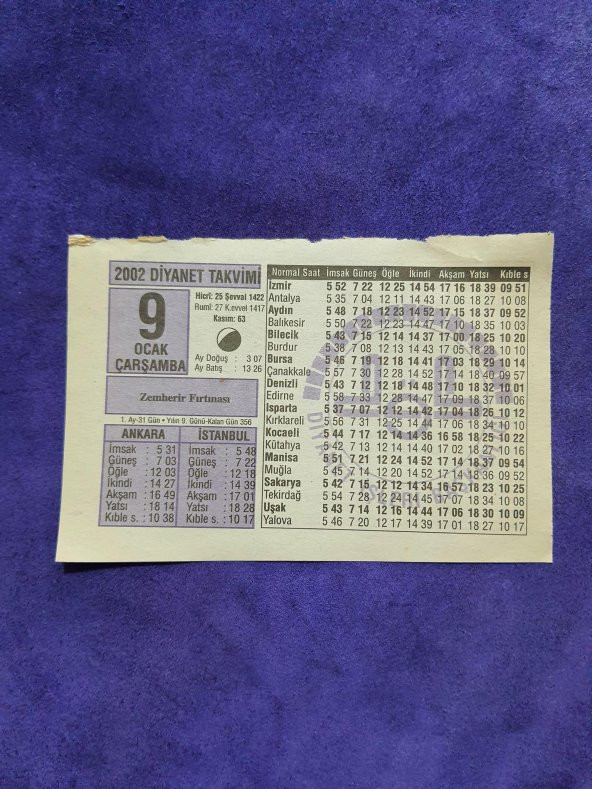 2002 DİYANET TAKVİMİ
9
OCAK
ÇARŞAMBA
Hicrî: 25 Şevval 1422
Rumî: 27 K.evvel 1417
Kasım: 63
Ay Doğuş : 3 07
Ay Batış : 13 26
Zemherir Fırtınası
1. Ay-31 Gün • Yılın 9. Günü-Kalan Gün 356
ANKARA
İmsak : 5 31
Güneş : 7 03
Öğle : 12 03
İkindi : 14 27
Akşam : 16 49
Yatsı : 18 14
Kıble s. : 10 38
İSTANBUL
İmsak : 5 48
Güneş : 7 22
Öğle : 12 18
İkindi : 14 39
Akşam : 17 01
Yatsı : 18 28
Kıble s. : 10 17
Normal Saat İmsak Güneş Öğle İkindi Akşam Yatsı Kıble s
İzmir 5 52 7 22 12 25 14 54 17 16 18 39 09 51
Antalya 5 35 7 04 12 11 14 43 17 06 18 27 10 08
Aydın 5 48 7 18 12 23 14 52 17 15 18 37 09 52
Balıkesir 5 50 7 22 12 23 14 47 17 10 18 35 10 03
Bilecik 5 43 7 15 12 13 14 37 17 00 18 25 10 20
Burdur 5 38 7 08 12 13 14 43 17 05 18 28 10 10
Bursa 5 46 7 19 12 18 14 41 17 03 18 29 10 14
Çanakkale 5 57 7 30 12 28 14 52 17 14 18 40 09 57
Denizli 5 43 7 12 12 18 14 48 17 10 18 32 10 01
Edirne 5 58 7 33 12 27 14 46 17 08 18 36
Isparta 5 37 7 07 12 12 14 42 17 04 18 26 10 12
Kırklareli 5 56 7 31 12 25 14 44 17 06
Kocaeli 5 44 7 17 12 14 14 36 16 58 18 25 10 22
Kütahya 5 42 7 13 12 14 14 40 17 02
Manisa 5 51 7 21 12 24 14 52 17 14 18 37 09 54
Muğla 5 45 7 14 12 20 14 52 17 14 18 36 09 52
Sakarya 5 42 7 15 12 12 14 34 16 57 18 23 10 25
Tekirdağ 5 54 7 28 12 24 14 45 17 07 18 34 10 08
Uşak 5 43 7 14 12 16 14 44 17 06 18 30 10 09
Yalova 5 46 7 20 12 17 14 39 17 01 18 27 10 17